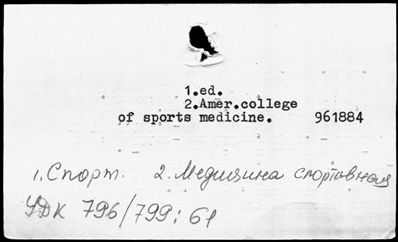 1.ed.
2.Amer.college
of sports medicine. 961884
1.Спорт. 2. Медицина спортивная
УДК 796/799:61